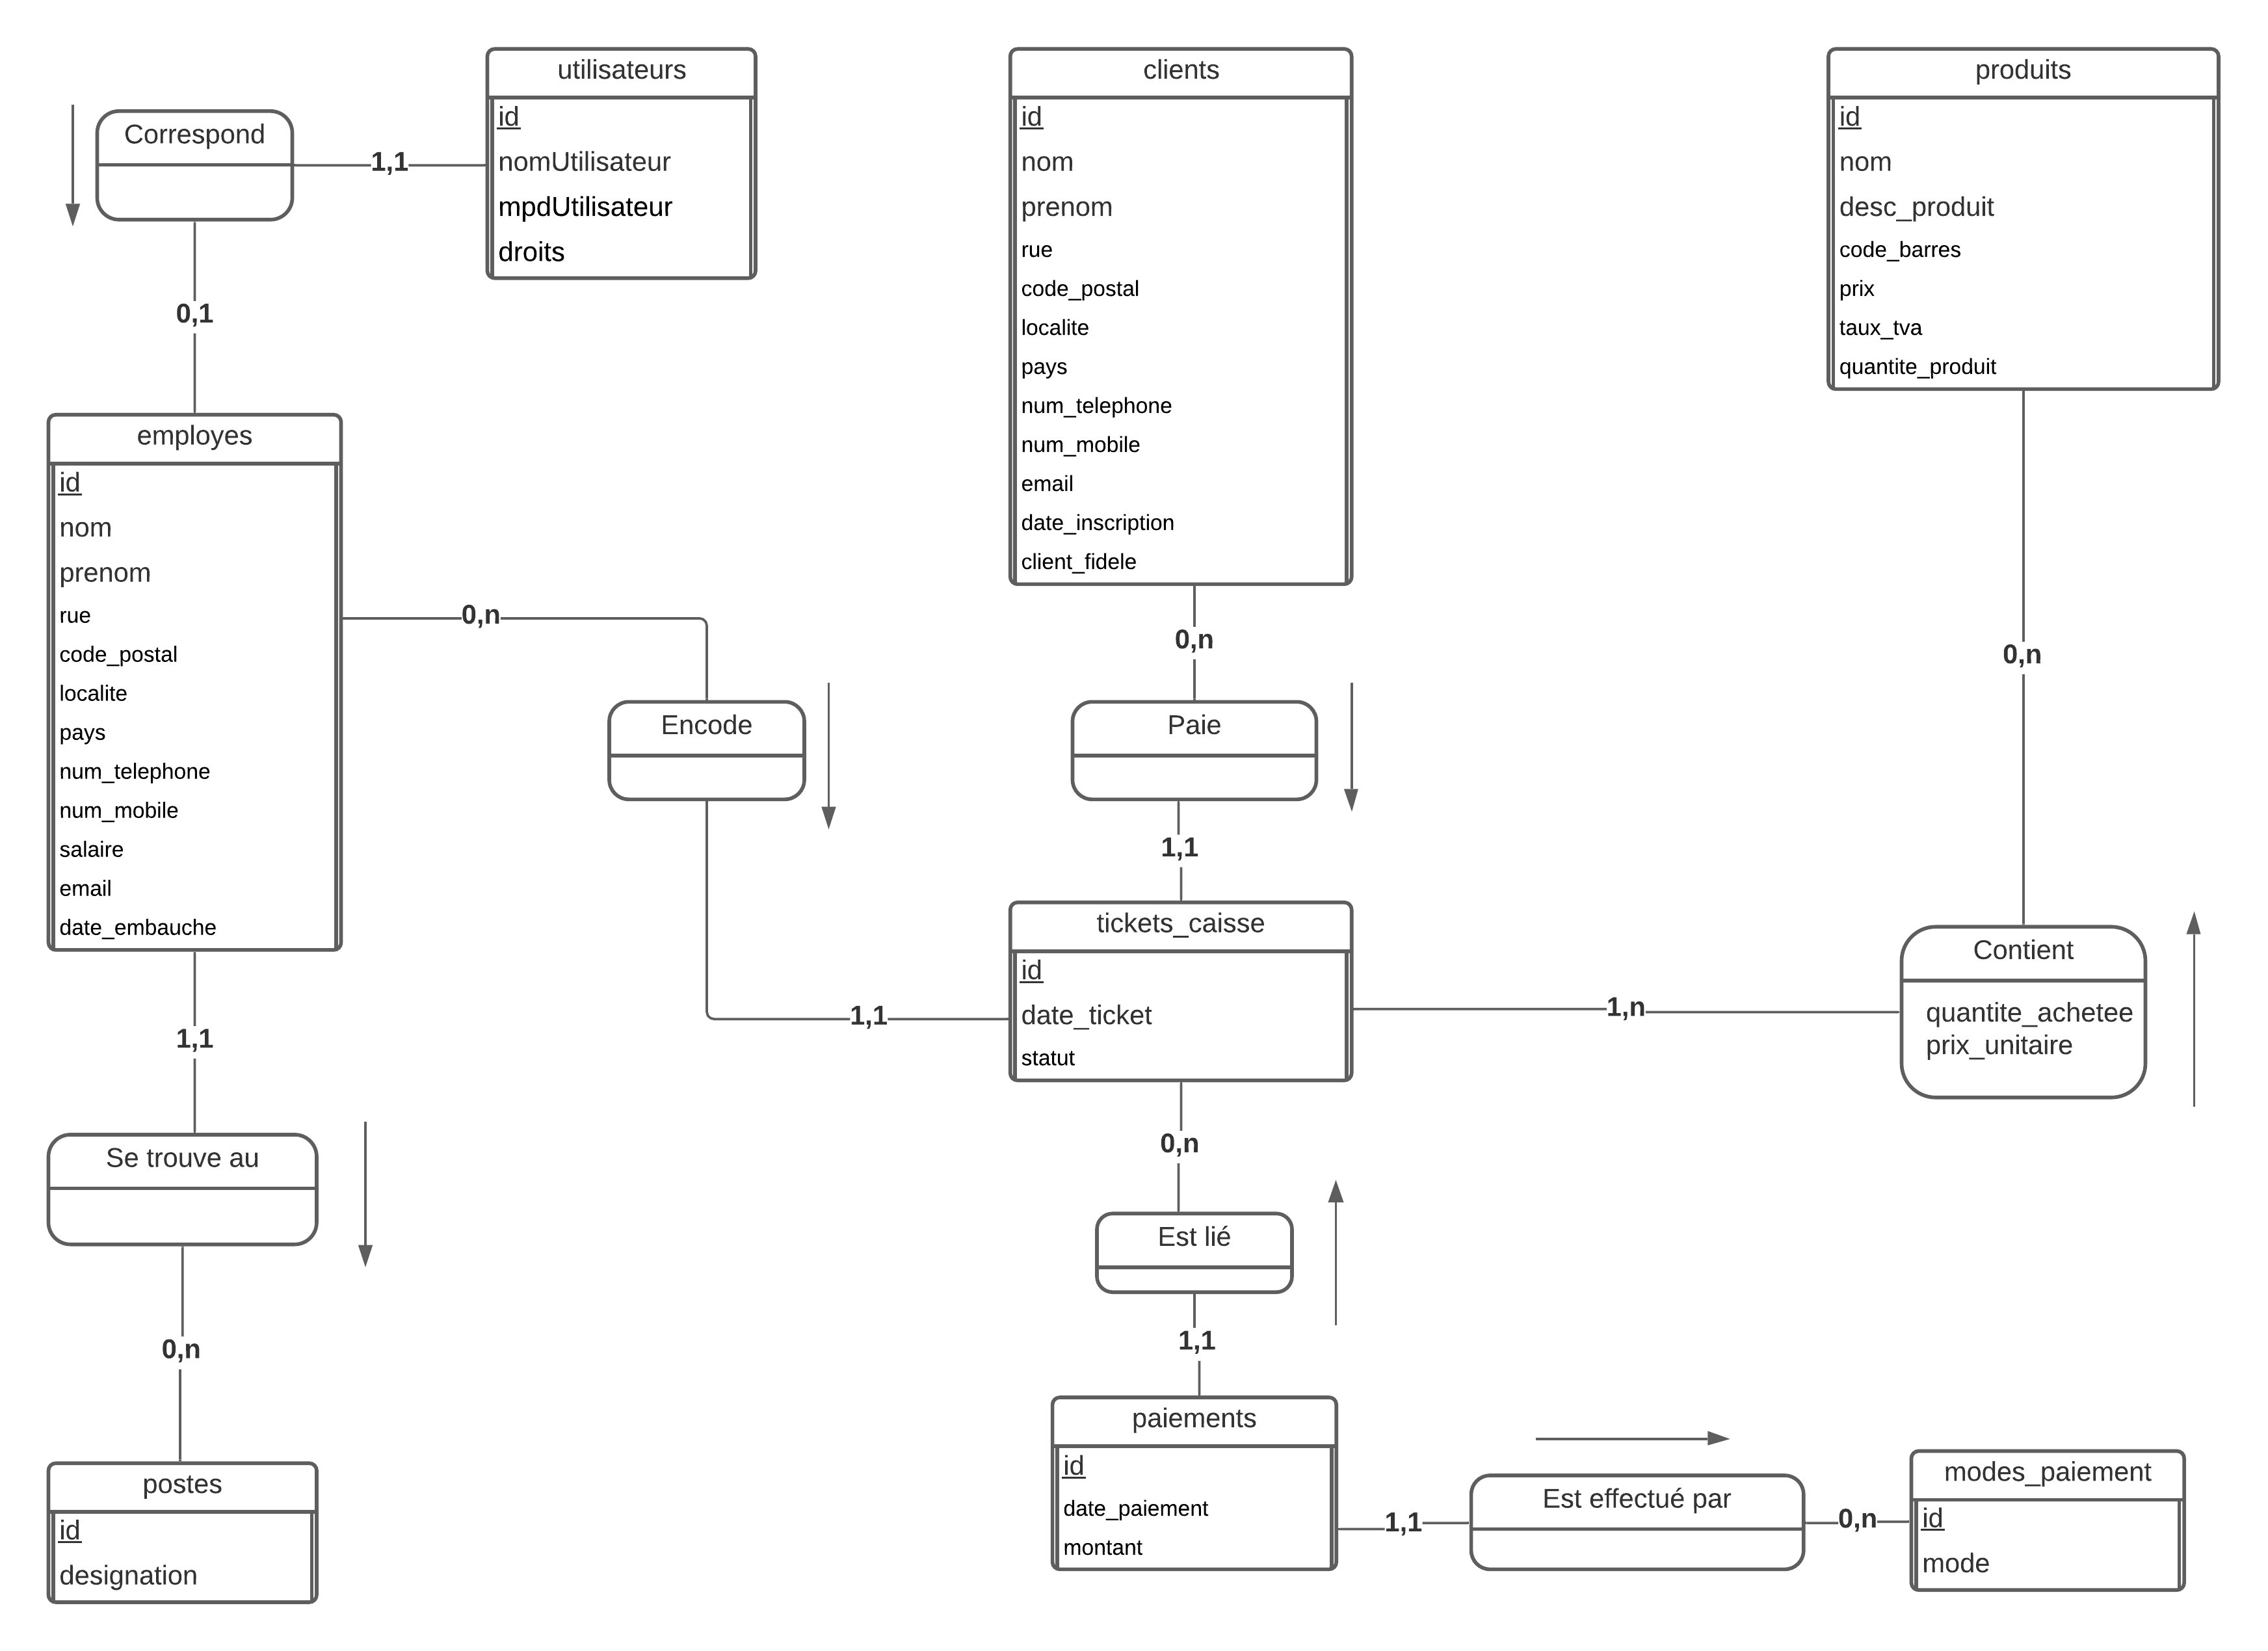 utilisateurs
id
nomUtilisateur
mpdUtilisateur
droits
Correspond
1,1
0,1
clients
id
nom
prenom
rue
code_postal
localite
pays
num_telephone
num_mobile
email
date_inscription
client_fidele
produits
id
nom
desc_produit
code_barres
prix
taux_tva
quantite_produit
employes
id
nom
prenom
rue
code_postal
localite
pays
num_telephone
num_mobile
salaire
email
date_embauche
0,n
Encode
1,1
0,n
Paie
1,1
0,n
tickets_caisse
id
date_ticket
statut
1,n
Contient
quantite_achetee
prix_unitaire
1,1
Se trouve au
0,n
postes
id
designation
0,n
Est lié
1,1
paiements
id
date_paiement
montant
1,1
Est effectué par
0,n
modes_paiement
id
mode